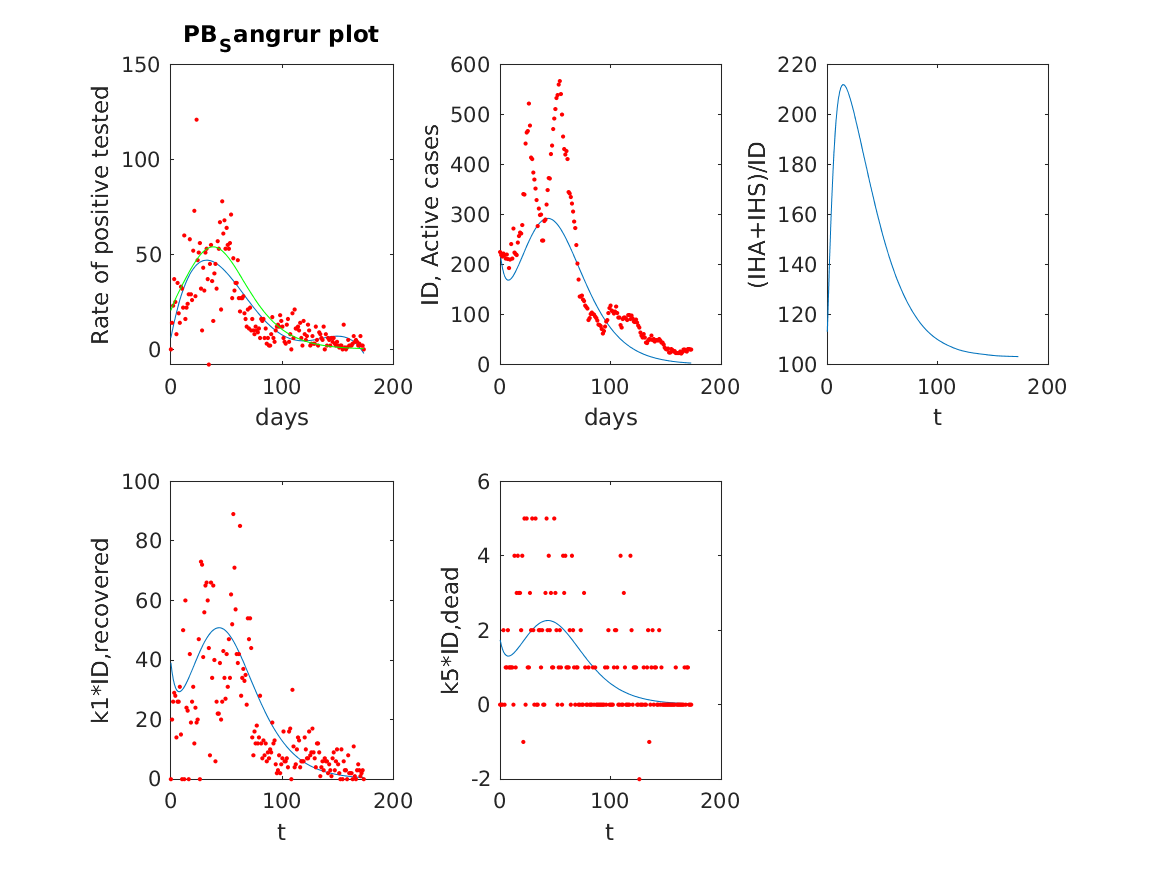 PB_Sangrur plot
Rate of positive tested
150
100
50
0
0 100 200
days
ID, Active cases
600
500
400
300
200
100
0
0 100 200
days
(IHA+IHS)/ID
220
200
180
160
140
120
100
0 100 200
t
k1*ID,recovered
100
80
60
40
20
0
0 100 200
t
k5*ID,dead
6
4
2
0
-2
0 100 200
t